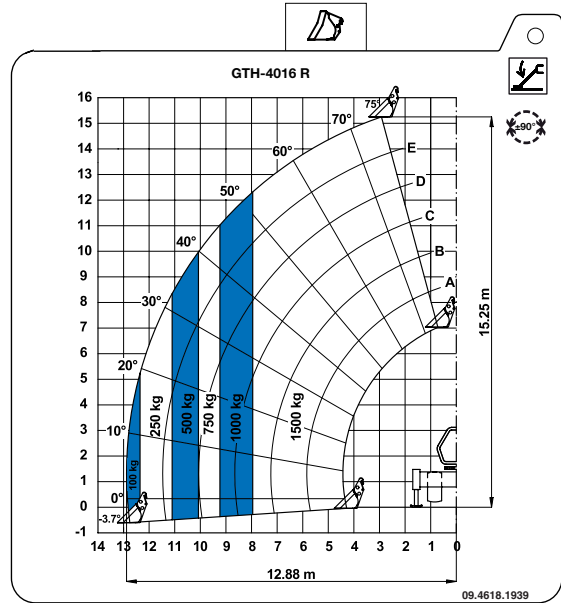 GTH-4016 R
±90°
75°
70°
60°
50°
40°
30°
20°
10°
0°
-3.7°
E
D
C
B
A
16
15
14
13
12
11
10
9
8
7
6
5
4
3
2
1
0
-1
100 kg
250 kg
500 kg
750 kg
1000 kg
1500 kg
15.25 m
14 13 12 11 10 9 8 7 6 5 4 3 2 1 0
12.88 m
09.4618.1939